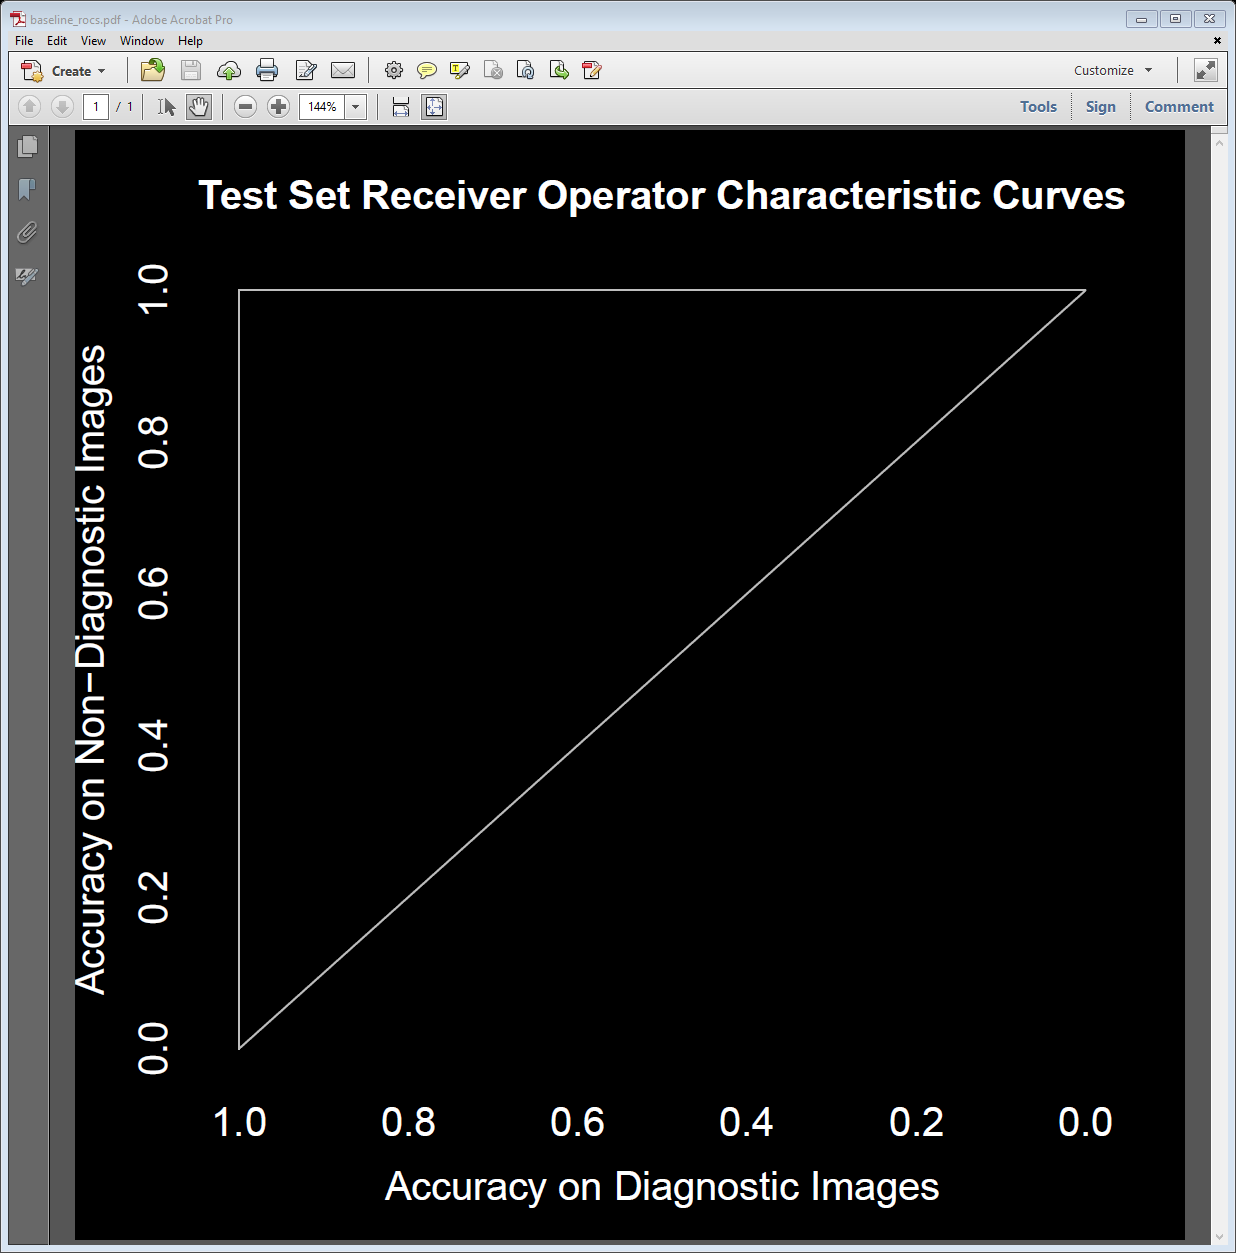 baseline_rocs.pdf - Adobe Acrobat Pro
File Edit View Window Help
Create
Customize
1 / 1
144%
Tools Sign Comment
Test Set Receiver Operator Characteristic Curves
Accuracy on Non−Diagnostic Images
1.0
0.8
0.6
0.4
0.2
0.0
1.0 0.8 0.6 0.4 0.2 0.0
Accuracy on Diagnostic Images